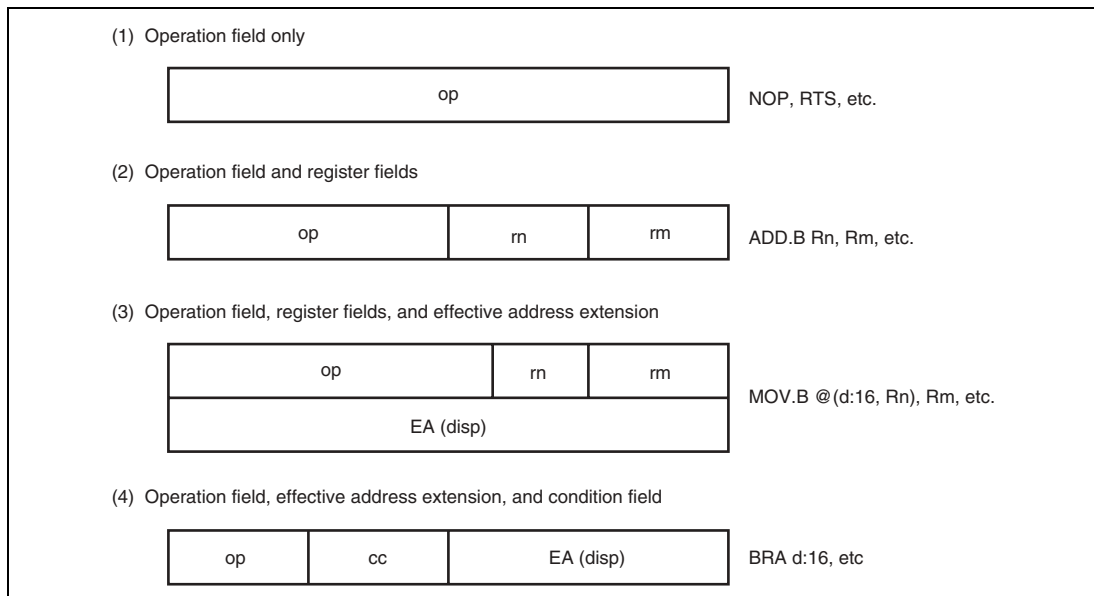 (1) Operation field only
op
NOP, RTS, etc.
(2) Operation field and register fields
op rn rm
ADD.B Rn, Rm, etc.
(3) Operation field, register fields, and effective address extension
op rn rm
EA (disp)
MOV.B @(d:16, Rn), Rm, etc.
(4) Operation field, effective address extension, and condition field
op cc EA (disp)
BRA d:16, etc